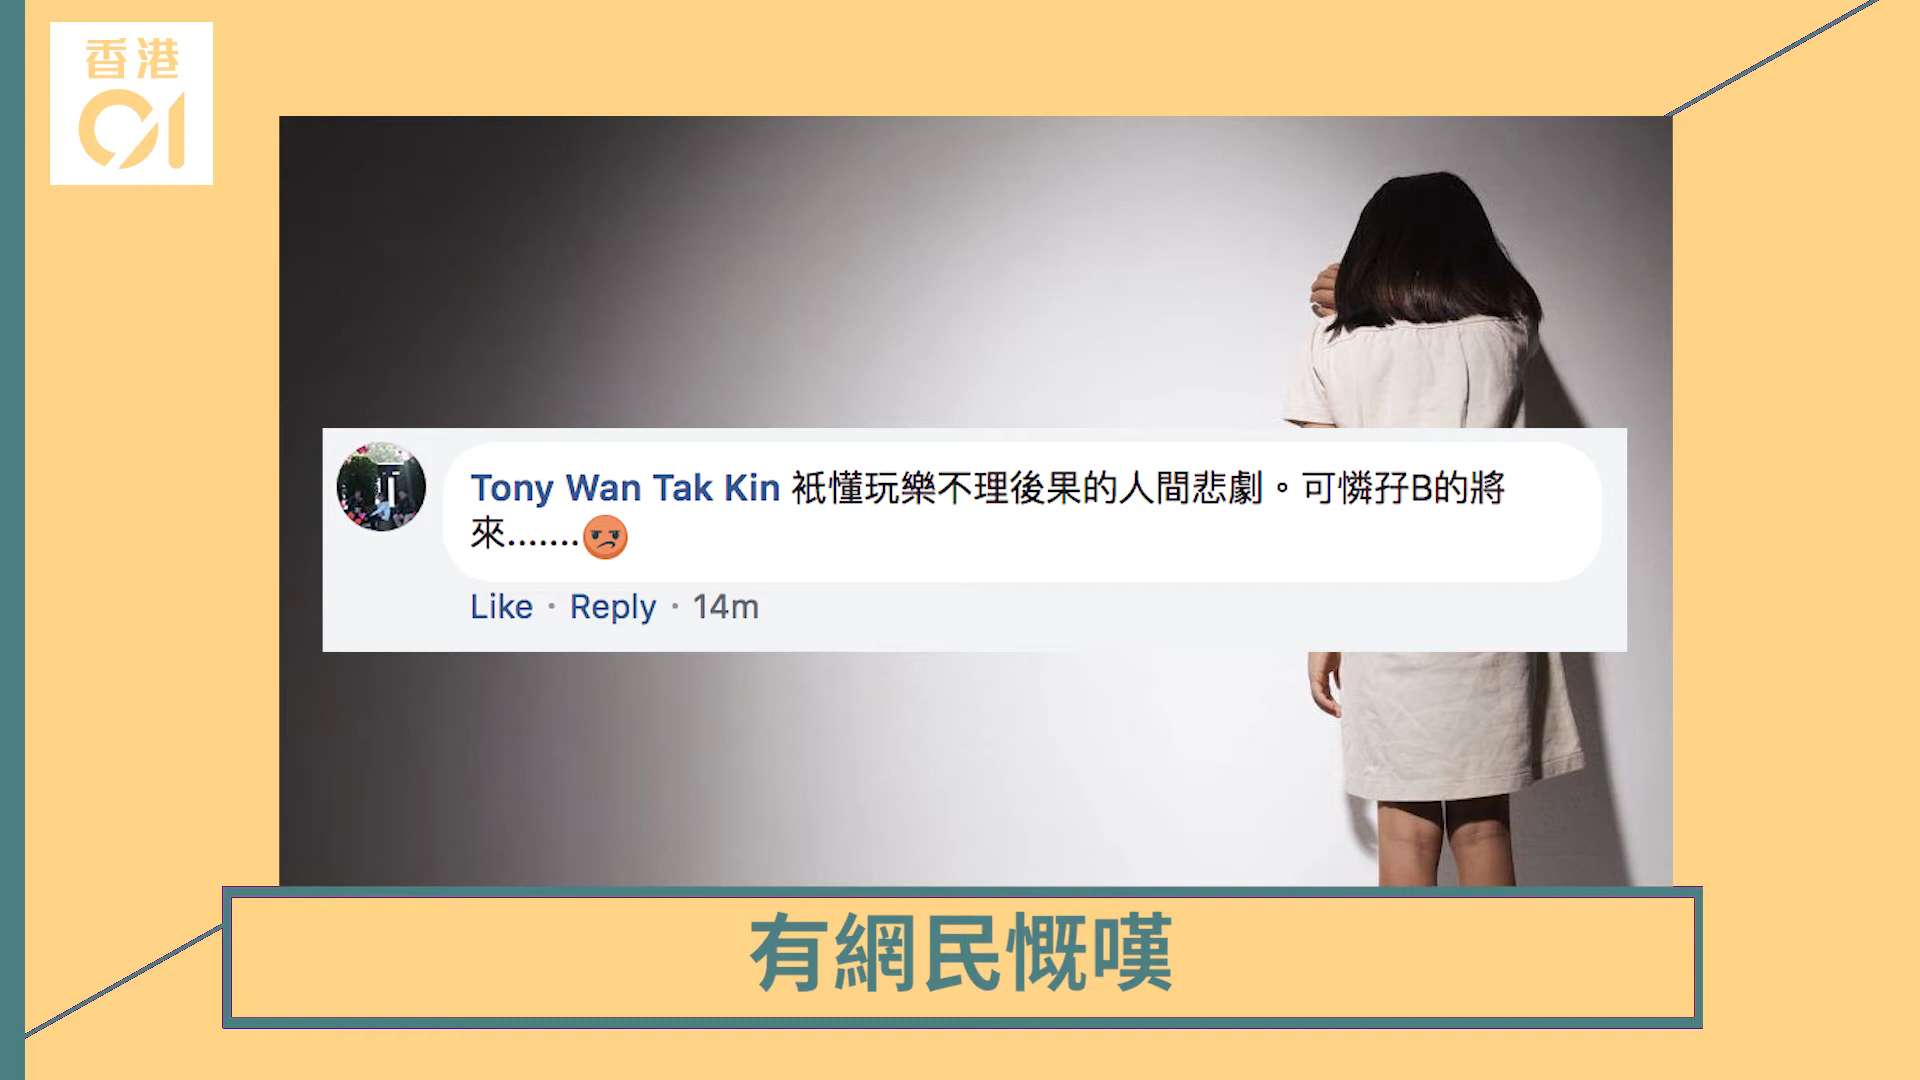 香港
01
Tony Wan Tak Kin 祇懂玩樂不理後果的人間悲劇。可憐孖B的將
來.......
Like · Reply · 14m
有網民慨嘆